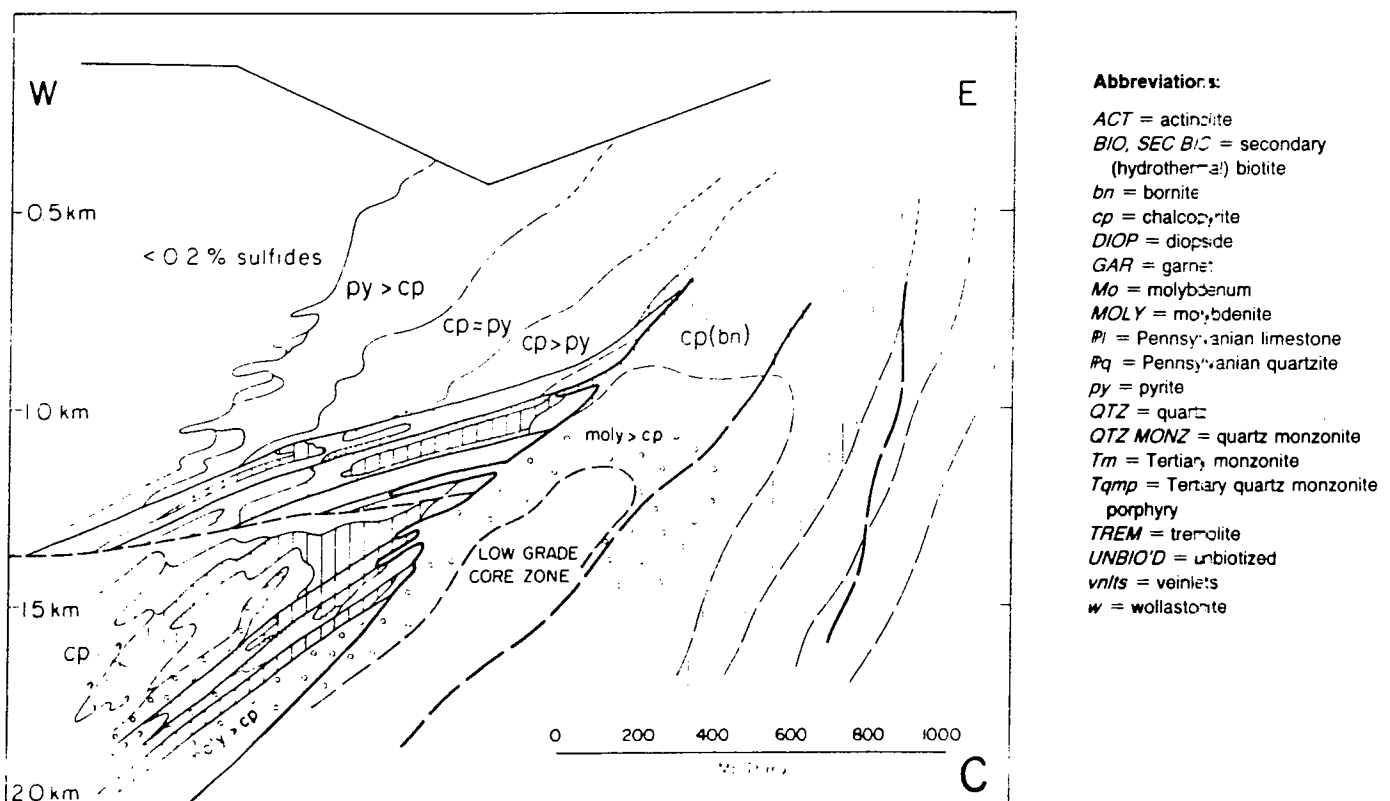 W
E
0.5 km
< 0.2 % sulfides
py > cp
cp = py
cp > py
cp(bn)
1.0 km
moly > cp
LOW GRADE
CORE ZONE
1.5 km
cp
> cp
0 200 400 600 800 1000
C
2.0 km
Abbreviations:
ACT = actinolite
BIO, SEC BIO = secondary
(hydrothermal) biotite
bn = bornite
cp = chalcopyrite
DIOP = diopside
GAR = garnet
Mo = molybdenum
MOLY = molybdenite
Pl = Pennsylvanian limestone
Pq = Pennsylvanian quartzite
py = pyrite
QTZ = quartz
QTZ MONZ = quartz monzonite
Tm = Tertiary monzonite
Tqmp = Tertiary quartz monzonite
porphyry
TREM = tremolite
UNBIO'D = unbiotized
vnlts = veinlets
w = wollastonite